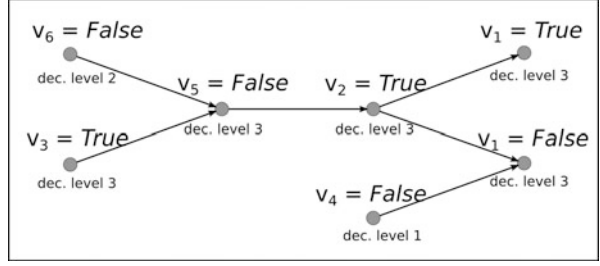 v6 = False
dec. level 2
v5 = False
dec. level 3
v3 = True
dec. level 3
v2 = True
dec. level 3
v1 = True
dec. level 3
v1 = False
dec. level 3
v4 = False
dec. level 1